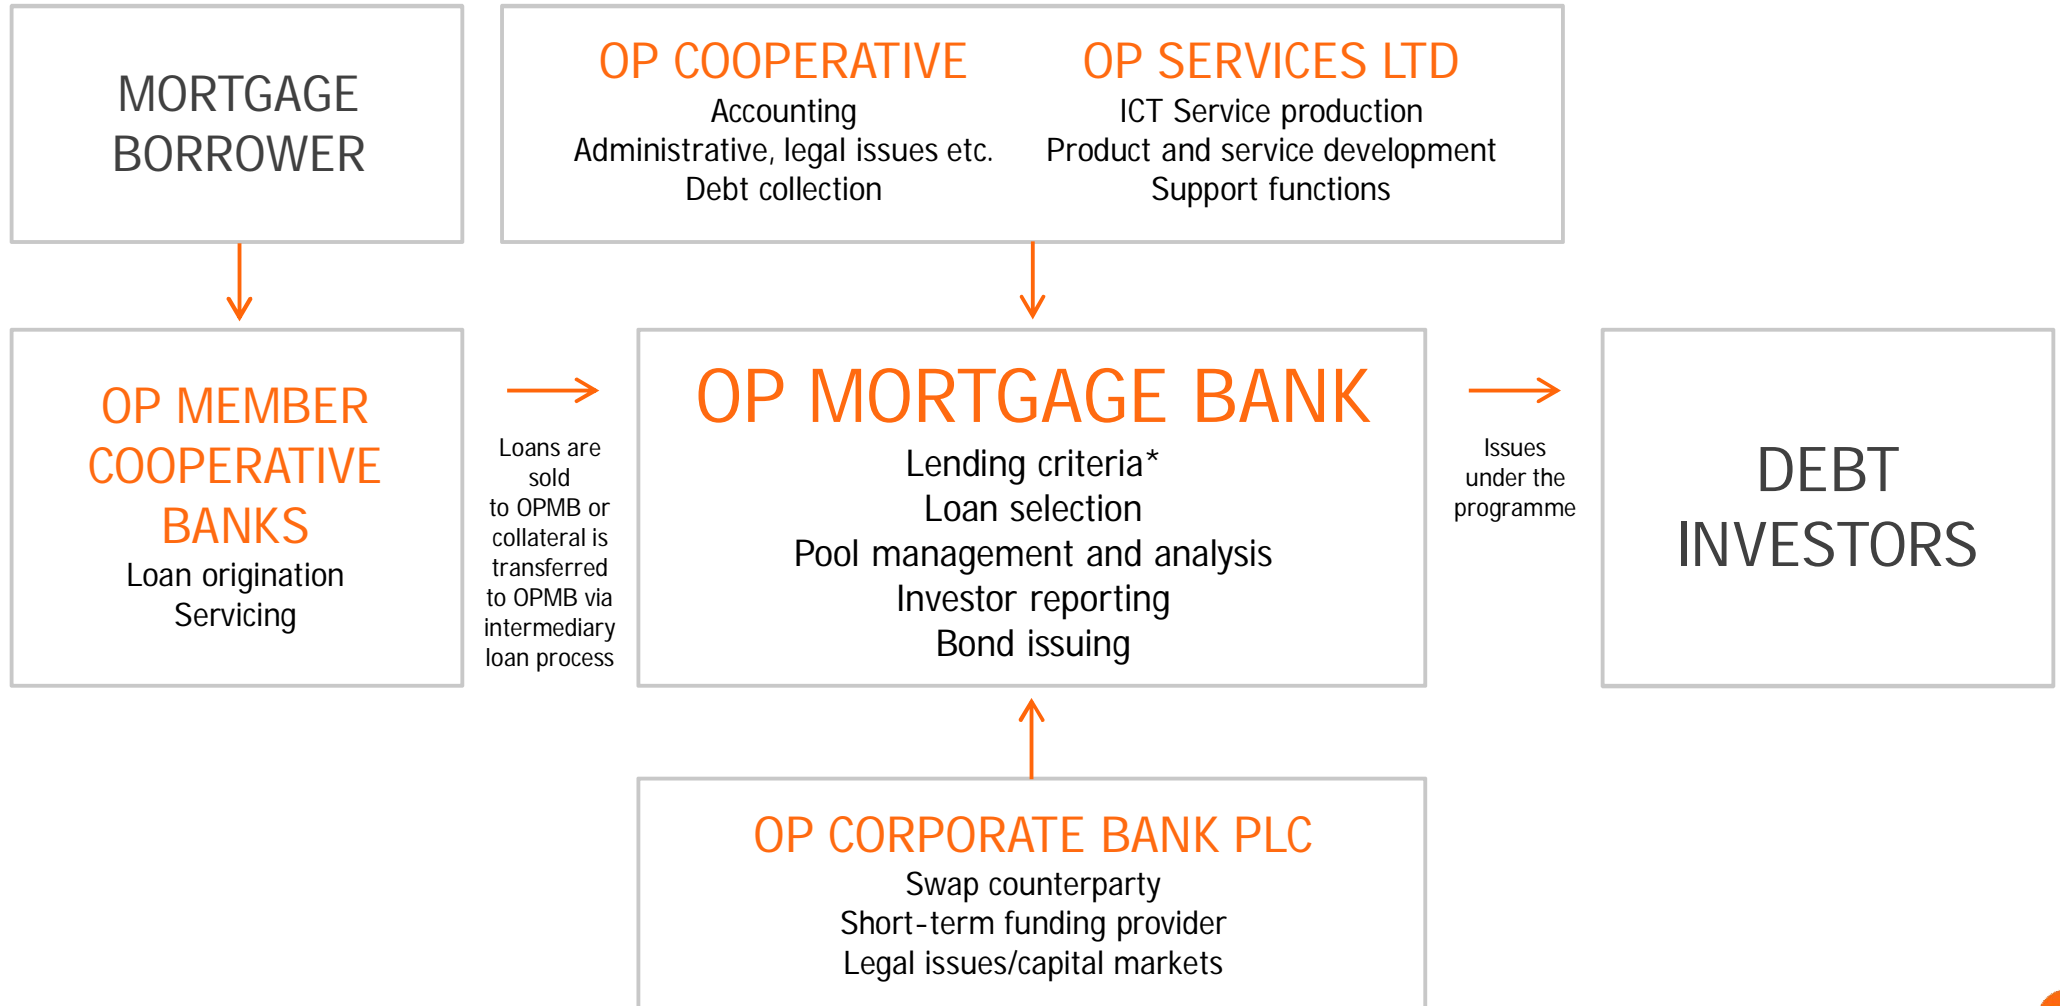 MORTGAGE
BORROWER
OP COOPERATIVE
Accounting
Administrative, legal issues etc.
Debt collection
OP SERVICES LTD
ICT Service production
Product and service development
Support functions
OP MEMBER
COOPERATIVE
BANKS
Loan origination
Servicing
Loans are
sold
to OPMB or
collateral is
transferred
to OPMB via
intermediary
loan process
OP MORTGAGE BANK
Lending criteria*
Loan selection
Pool management and analysis
Investor reporting
Bond issuing
Issues
under the
programme
DEBT
INVESTORS
OP CORPORATE BANK PLC
Swap counterparty
Short-term funding provider
Legal issues/capital markets